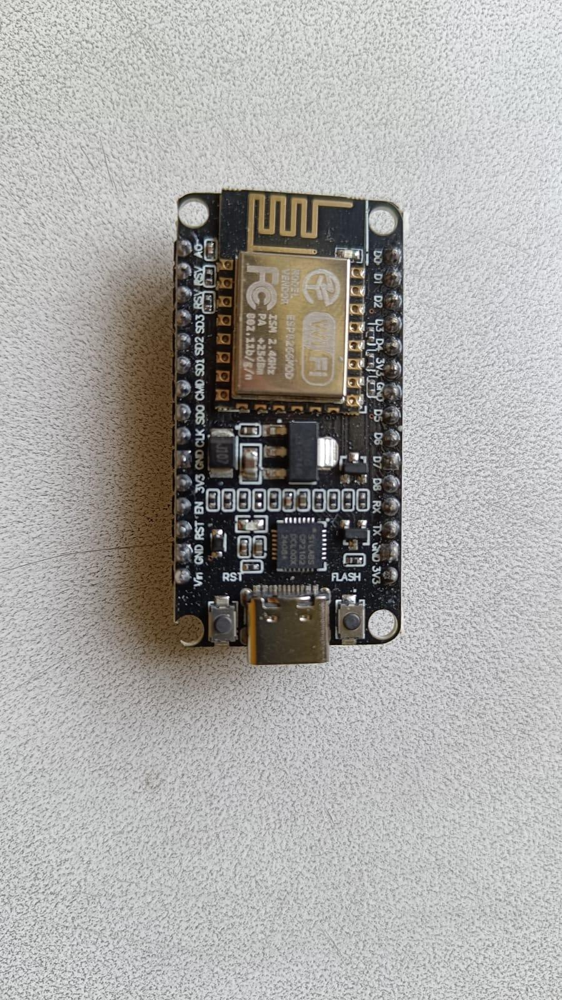 A0
RSV
RSV
SD3
SD2
SD1
CMD
SD0
CLK
GND
3V3
EN
RST
GND
Vin
D0
D1
D2
D3
D4
3V3
GND
D5
D6
D7
D8
RX
TX
GND
3V3
MODEL ESP8266MOD
VENDOR
WiFi
FC
ISM 2.4GHz
PA +25dBm
802.11b/g/n
J107
SILABS
CP2102
DCL00X
RST
FLASH